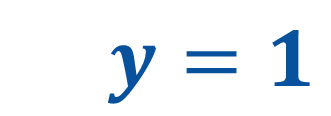 y = 1